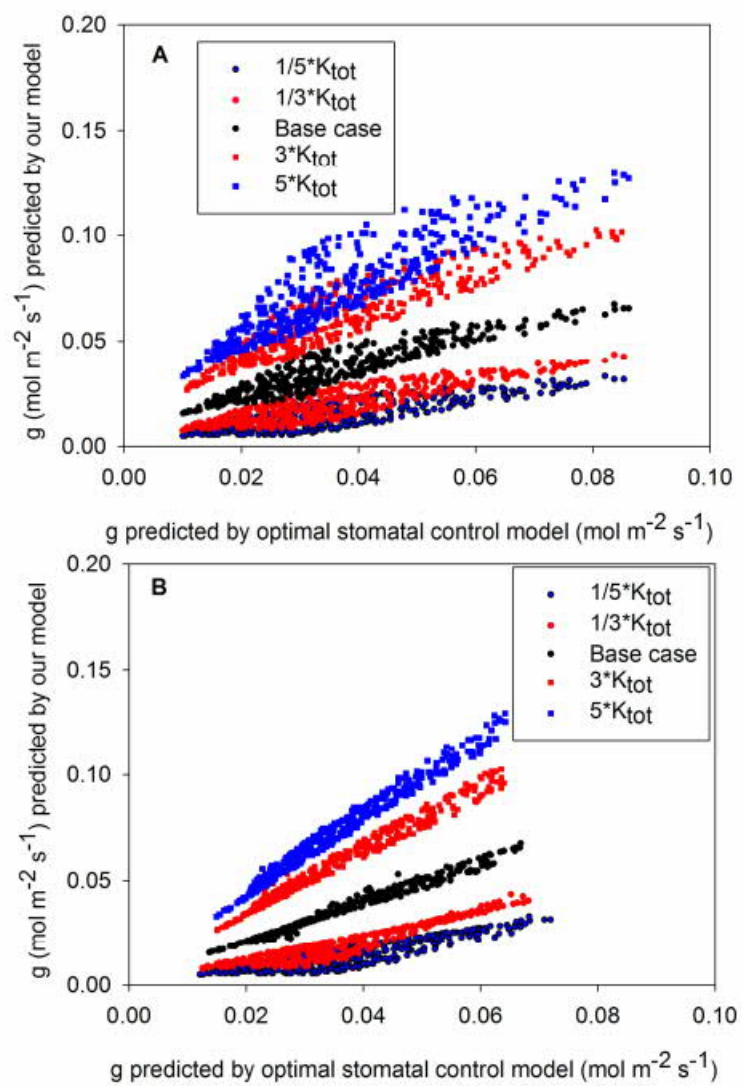 0.20
A
1/5*Ktot
1/3*Ktot
Base case
3*Ktot
5*Ktot
0.15
0.10
0.05
0.00
g (mol m-2 s-1) predicted by our model
0.00 0.02 0.04 0.06 0.08 0.10
g predicted by optimal stomatal control model (mol m-2 s-1)
0.20
B
1/5*Ktot
1/3*Ktot
Base case
3*Ktot
5*Ktot
0.15
0.10
0.05
0.00
g (mol m-2 s-1) predicted by our model
0.00 0.02 0.04 0.06 0.08 0.10
g predicted by optimal stomatal control model (mol m-2 s-1)